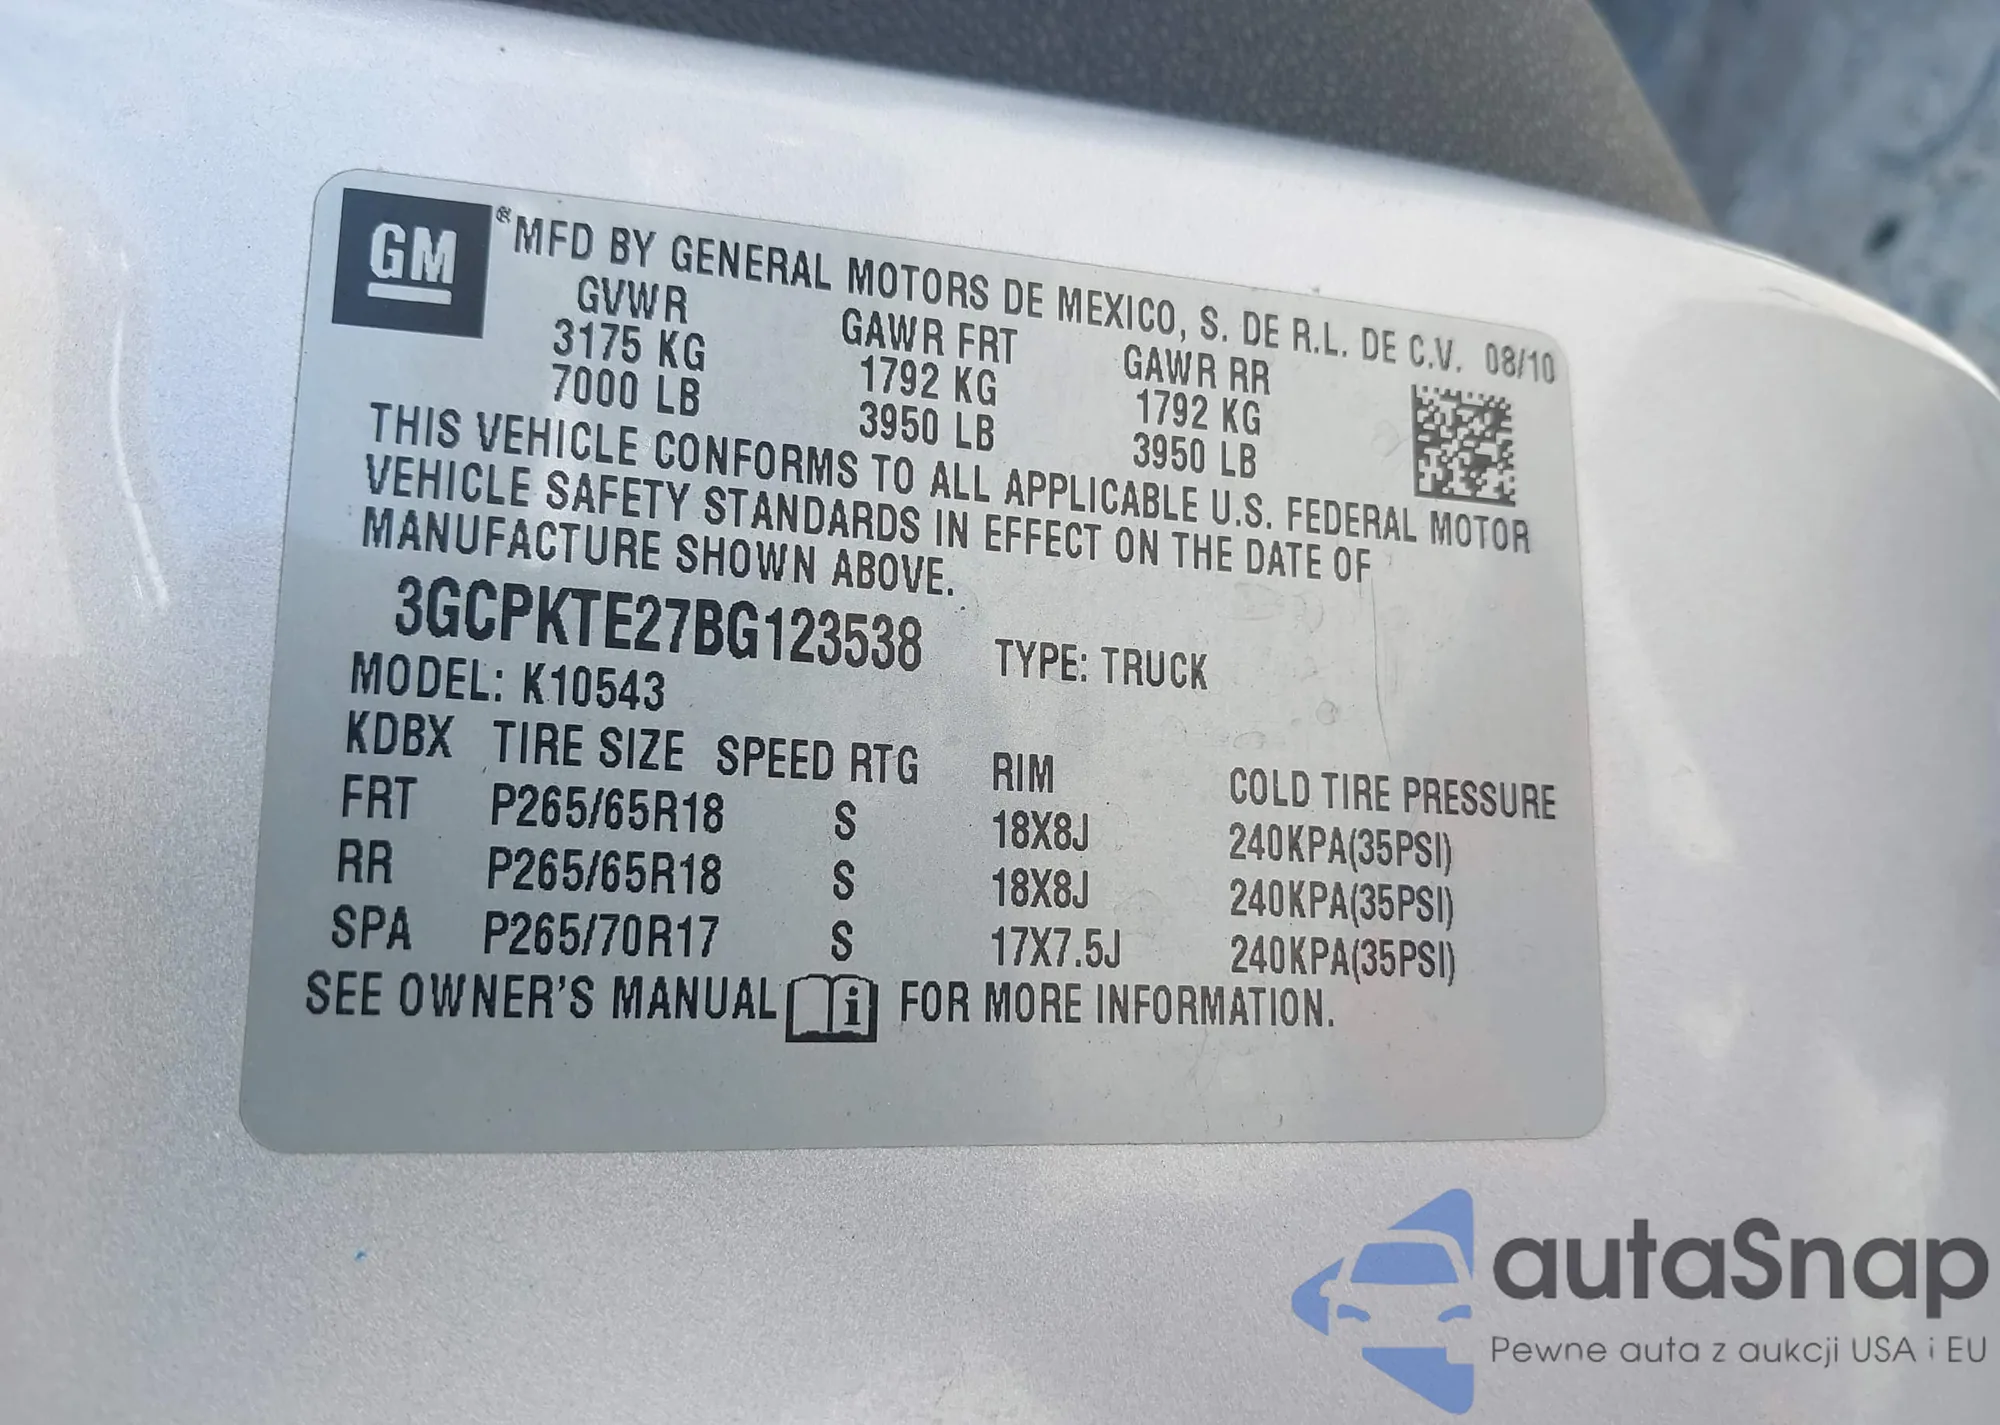 GM ® MFD BY GENERAL MOTORS DE MEXICO, S. DE R.L. DE C.V. 08/10
GVWR GAWR FRT GAWR RR
3175 KG 1792 KG 1792 KG
7000 LB 3950 LB 3950 LB
THIS VEHICLE CONFORMS TO ALL APPLICABLE U.S. FEDERAL MOTOR
VEHICLE SAFETY STANDARDS IN EFFECT ON THE DATE OF
MANUFACTURE SHOWN ABOVE.
3GCPKTE27BG123538 TYPE: TRUCK
MODEL: K10543
KDBX TIRE SIZE SPEED RTG RIM COLD TIRE PRESSURE
FRT P265/65R18 S 18X8J 240KPA(35PSI)
RR P265/65R18 S 18X8J 240KPA(35PSI)
SPA P265/70R17 S 17X7.5J 240KPA(35PSI)
SEE OWNER'S MANUAL i FOR MORE INFORMATION.
autaSnap
Pewne auta z aukcji USA i EU